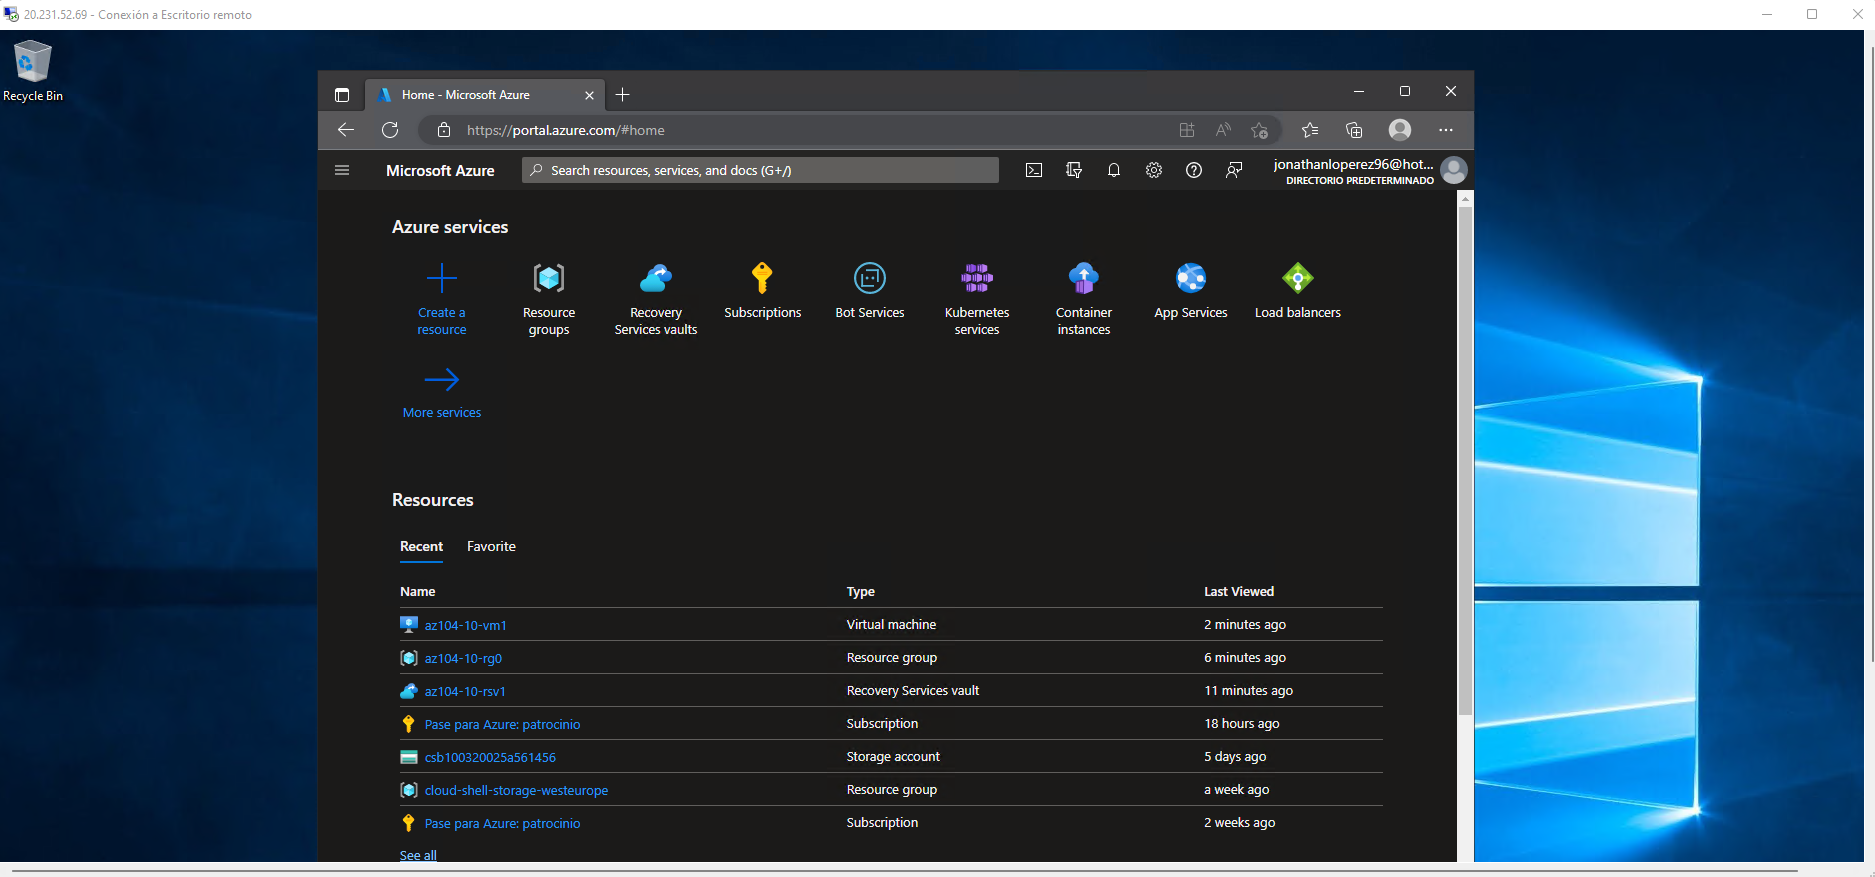 20.231.52.69 - Conexión a Escritorio remoto
Recycle Bin
Home - Microsoft Azure
https://portal.azure.com/#home
Microsoft Azure
Search resources, services, and docs (G+/)
jonathanloperez96@hot...
DIRECTORIO PREDETERMINADO
Azure services
Create a resource
Resource groups
Recovery Services vaults
Subscriptions
Bot Services
Kubernetes services
Container instances
App Services
Load balancers
More services
Resources
Recent Favorite
Name Type Last Viewed
az104-10-vm1 Virtual machine 2 minutes ago
az104-10-rg0 Resource group 6 minutes ago
az104-10-rsv1 Recovery Services vault 11 minutes ago
Pase para Azure: patrocinio Subscription 18 hours ago
csb100320025a561456 Storage account 5 days ago
cloud-shell-storage-westeurope Resource group a week ago
Pase para Azure: patrocinio Subscription 2 weeks ago
See all